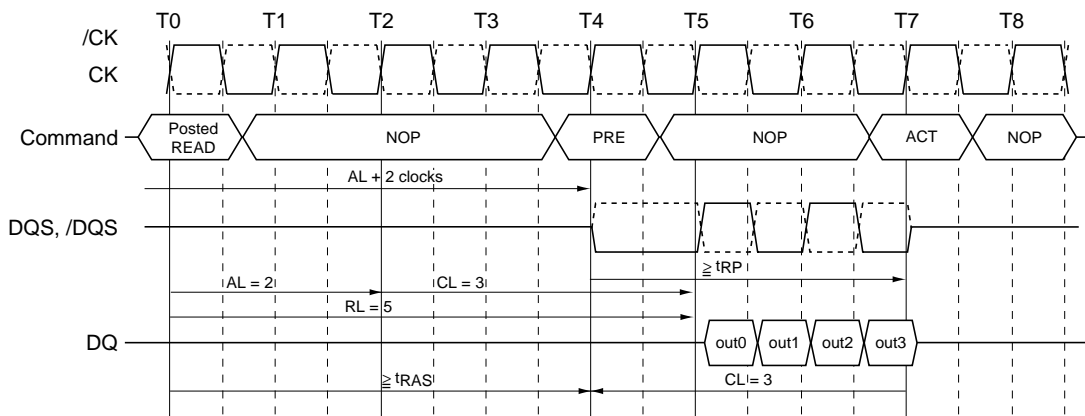 T0 T1 T2 T3 T4 T5 T6 T7 T8
/CK
CK
Command Posted READ NOP PRE NOP ACT NOP
AL + 2 clocks
DQS, /DQS
≧ tRP
AL = 2 CL = 3
RL = 5
DQ out0 out1 out2 out3
≧ tRAS CL = 3